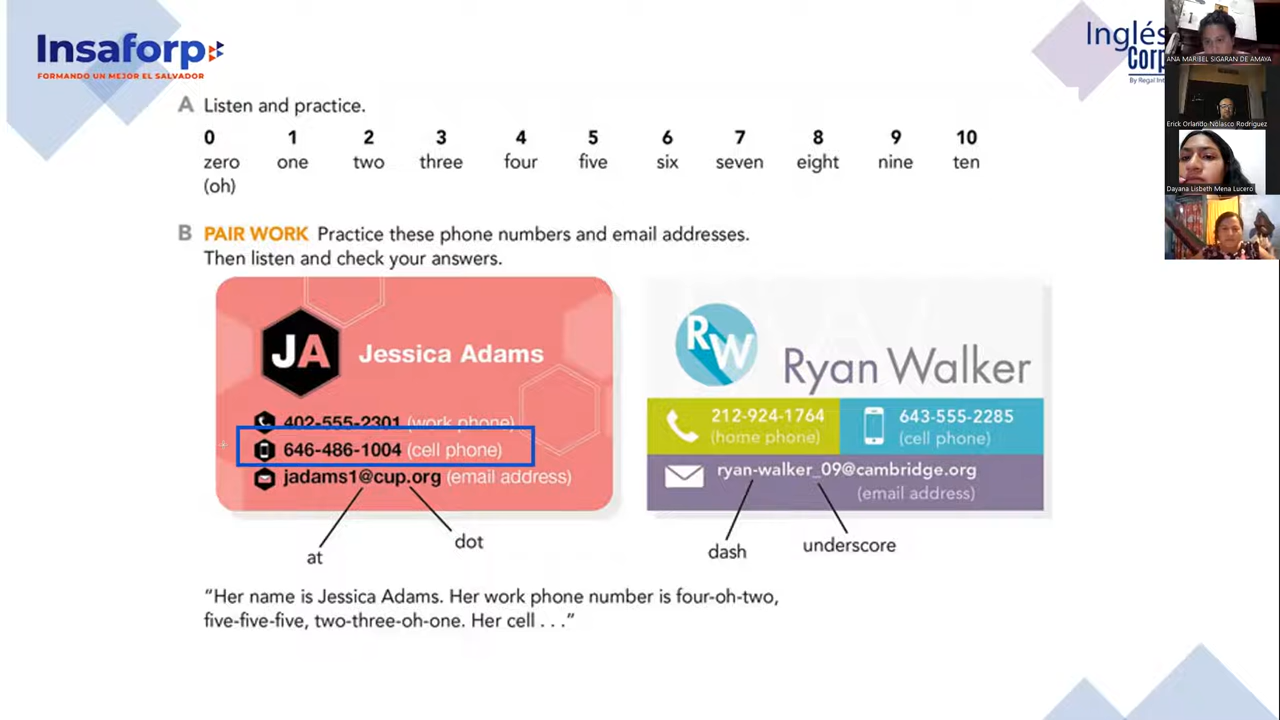 Insaforp
FORMANDO UN MEJOR EL SALVADOR
Inglés
Corp
By Regal Int
ANA MARIBEL SIGARAN DE AMAYA
Erick Orlando-Nolasco Rodriguez
Dayana Lisbeth Mena Lucero
A Listen and practice.
0 1 2 3 4 5 6 7 8 9 10
zero one two three four five six seven eight nine ten
(oh)
B PAIR WORK Practice these phone numbers and email addresses.
Then listen and check your answers.
JA Jessica Adams
402-555-2301 (work phone)
646-486-1004 (cell phone)
jadams1@cup.org (email address)
at
dot
RW Ryan Walker
212-924-1764
(home phone)
643-555-2285
(cell phone)
ryan-walker_09@cambridge.org
(email address)
dash
underscore
"Her name is Jessica Adams. Her work phone number is four-oh-two,
five-five-five, two-three-oh-one. Her cell . . ."